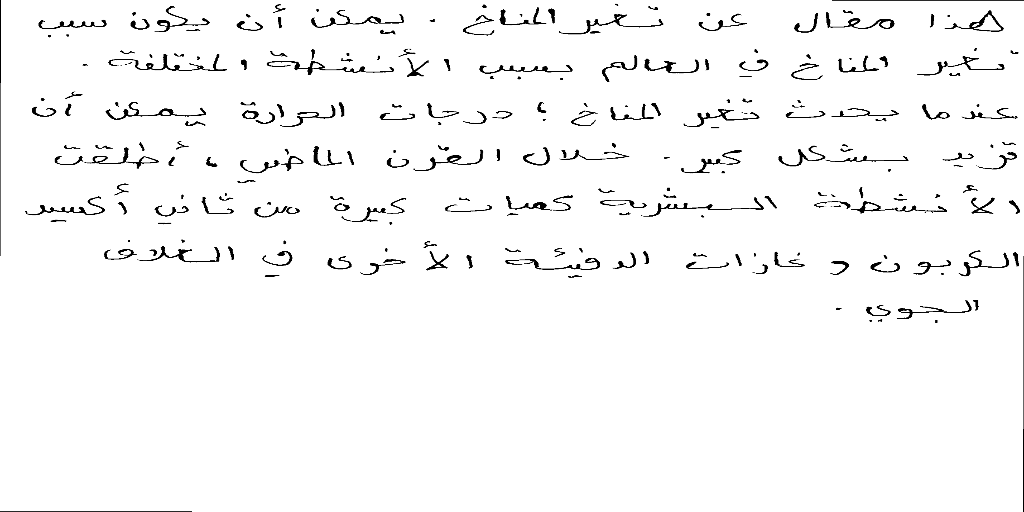 هذا مقال عن تغير المناخ . يمكن أن يكون سبب
تغير المناخ في العالم بسبب الأنشطة المختلفة .
عندما يحدث تغير المناخ ؛ درجات الحرارة يمكن أن
تزيد بشكل كبير . خلال القرن الماضي ، أطلقت
الأنشطة البشرية كميات كبيرة من ثاني أكسيد
الكربون و غازات الدفيئة الأخرى في الغلاف
الجوي .